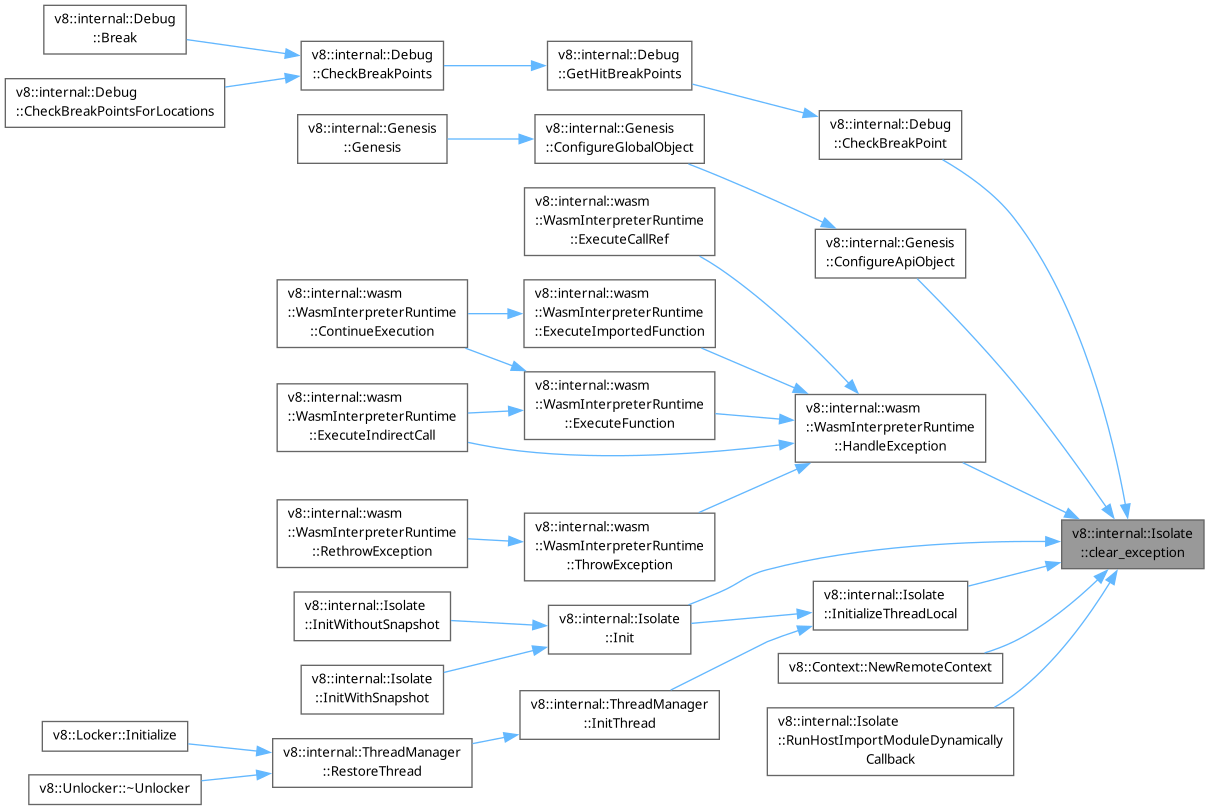 v8::internal::Debug
::Break
v8::internal::Debug
::CheckBreakPointsForLocations
v8::internal::Debug
::CheckBreakPoints
v8::internal::Debug
::GetHitBreakPoints
v8::internal::Debug
::CheckBreakPoint
v8::internal::Genesis
::Genesis
v8::internal::Genesis
::ConfigureGlobalObject
v8::internal::Genesis
::ConfigureApiObject
v8::internal::wasm
::WasmInterpreterRuntime
::ExecuteCallRef
v8::internal::wasm
::WasmInterpreterRuntime
::ContinueExecution
v8::internal::wasm
::WasmInterpreterRuntime
::ExecuteImportedFunction
v8::internal::wasm
::WasmInterpreterRuntime
::ExecuteIndirectCall
v8::internal::wasm
::WasmInterpreterRuntime
::ExecuteFunction
v8::internal::wasm
::WasmInterpreterRuntime
::HandleException
v8::internal::wasm
::WasmInterpreterRuntime
::RethrowException
v8::internal::wasm
::WasmInterpreterRuntime
::ThrowException
v8::internal::Isolate
::clear_exception
v8::internal::Isolate
::InitWithoutSnapshot
v8::internal::Isolate
::Init
v8::internal::Isolate
::InitializeThreadLocal
v8::internal::Isolate
::InitWithSnapshot
v8::Context::NewRemoteContext
v8::internal::ThreadManager
::InitThread
v8::internal::Isolate
::RunHostImportModuleDynamically
Callback
v8::Locker::Initialize
v8::internal::ThreadManager
::RestoreThread
v8::Unlocker::~Unlocker